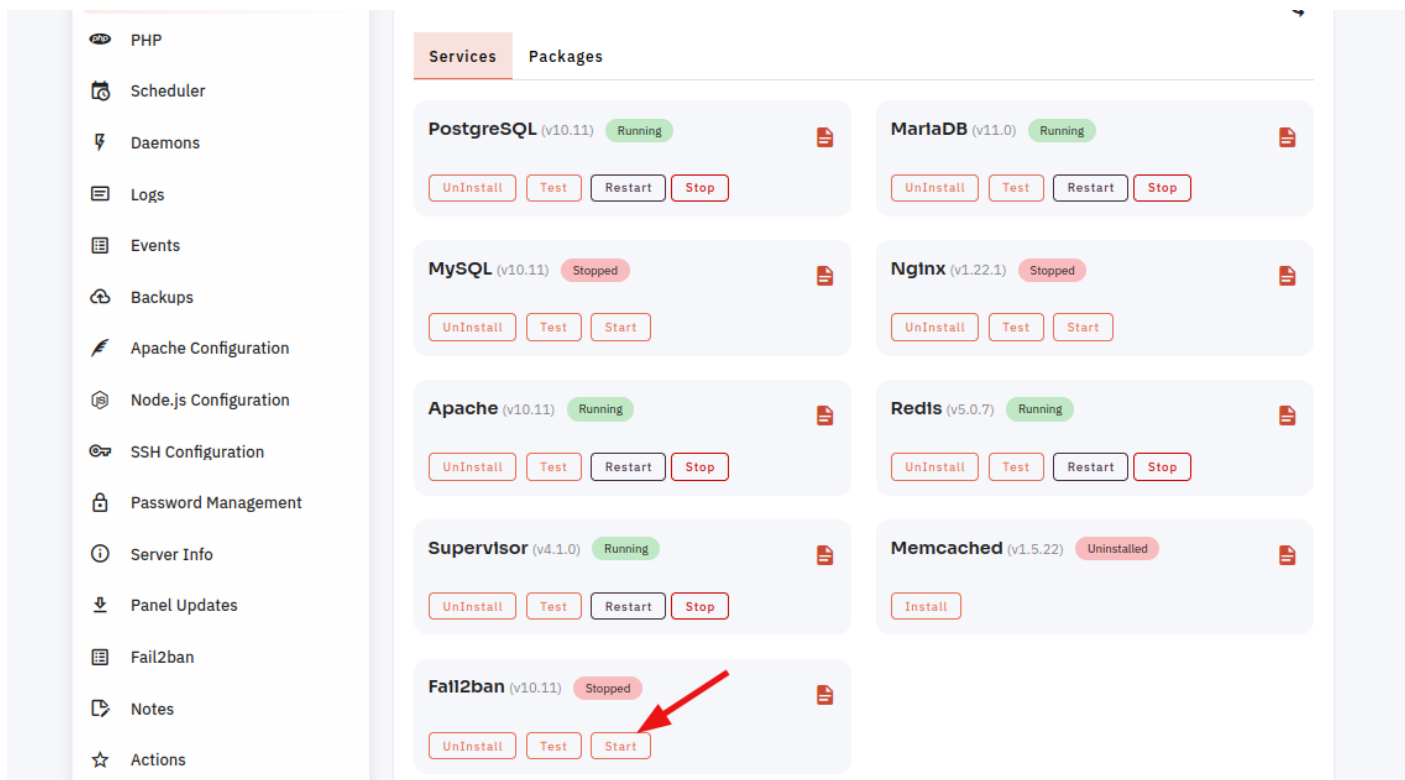 PHP
Scheduler
Daemons
Logs
Events
Backups
Apache Configuration
Node.js Configuration
SSH Configuration
Password Management
Server Info
Panel Updates
Fail2ban
Notes
Actions
Services Packages
PostgreSQL (v10.11) Running
UnInstall Test Restart Stop
MariaDB (v11.0) Running
UnInstall Test Restart Stop
MySQL (v10.11) Stopped
UnInstall Test Start
Nginx (v1.22.1) Stopped
UnInstall Test Start
Apache (v10.11) Running
UnInstall Test Restart Stop
Redis (v5.0.7) Running
UnInstall Test Restart Stop
Supervisor (v4.1.0) Running
UnInstall Test Restart Stop
Memcached (v1.5.22) Uninstalled
Install
Fail2ban (v10.11) Stopped
UnInstall Test Start